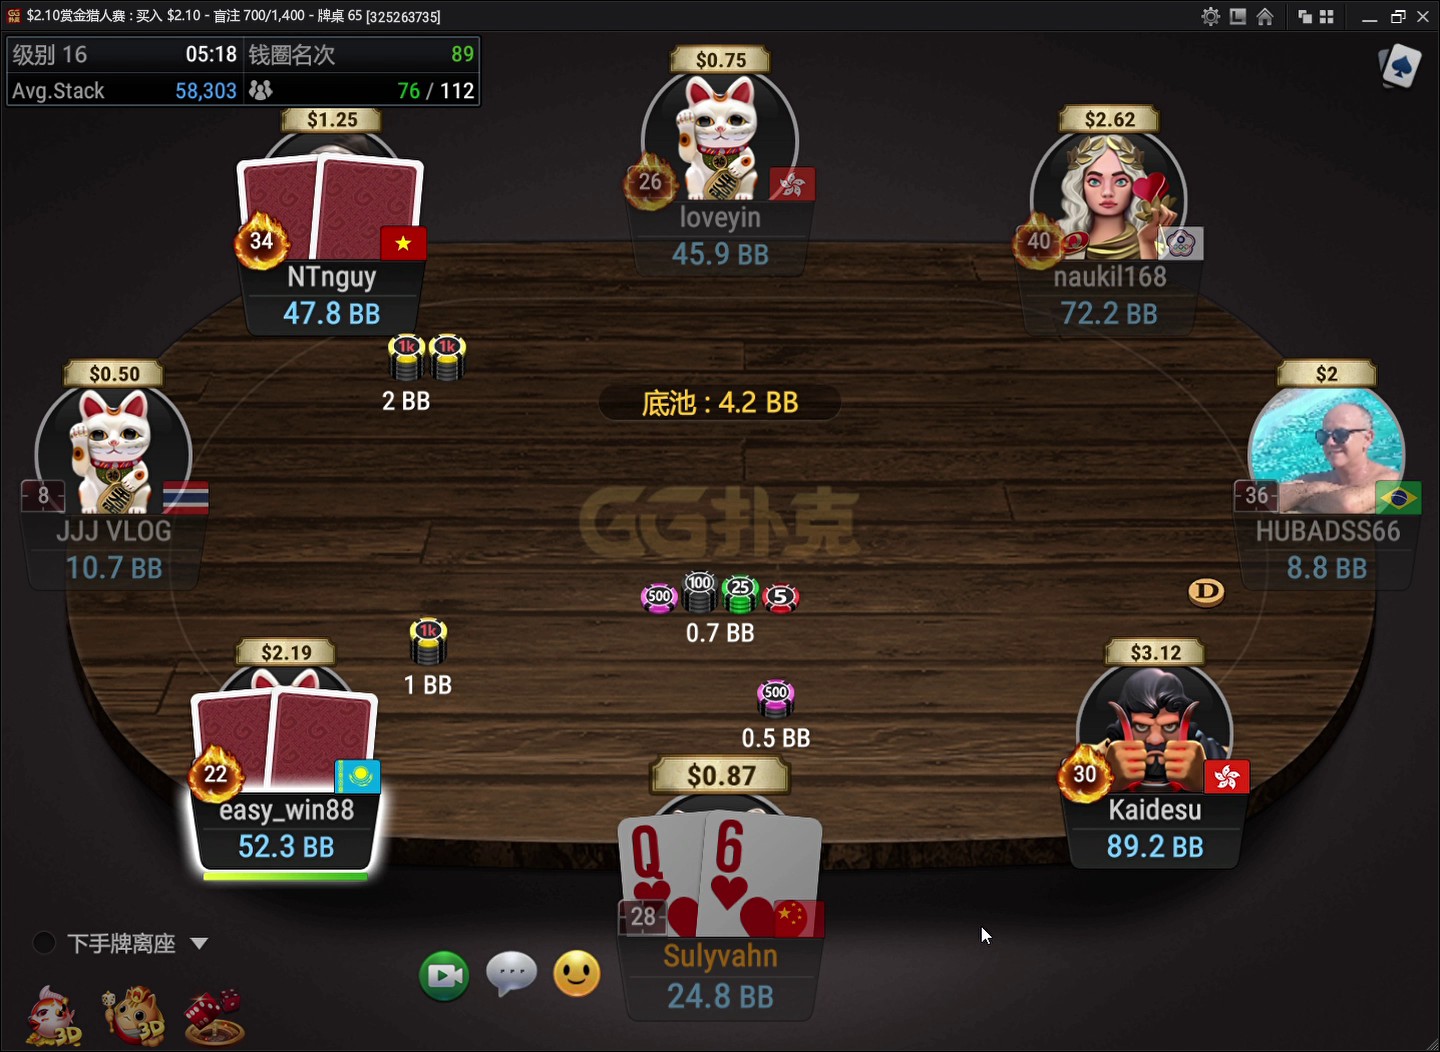 $2.10赏金猎人赛 : 买入 $2.10 - 盲注 700/1,400 - 牌桌 65 [325263735]
级别 16 05:18 钱圈名次 89
Avg.Stack 58,303 76 / 112
$0.75
26
loveyin
45.9 BB
$1.25
34
NTnguy
47.8 BB
$2.62
40
naukil168
72.2 BB
1k 1k
2 BB
底池 : 4.2 BB
$0.50
8
JJJ VLOG
10.7 BB
$2
36
HUBADSS66
8.8 BB
GG扑克
D
500 100 25 5
0.7 BB
1k
1 BB
500
0.5 BB
$2.19
22
easy_win88
52.3 BB
$0.87
Q 6
28
Sulyvahn
24.8 BB
$3.12
30
Kaidesu
89.2 BB
下手牌离座
3D 3D